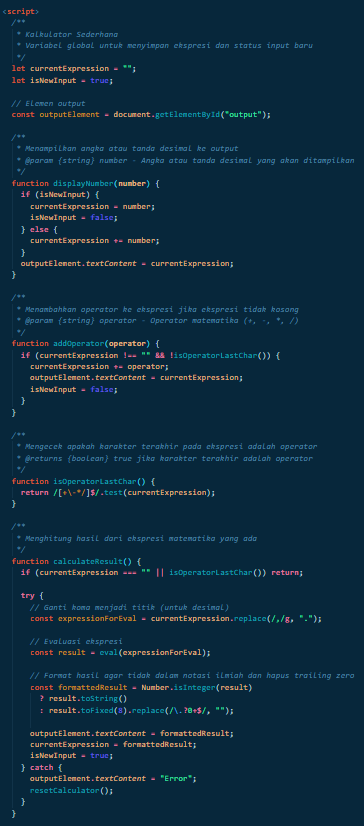 <script>
/**
* Kalkulator Sederhana
* Variabel global untuk menyimpan ekspresi dan status input baru
*/
let currentExpression = "";
let isNewInput = true;
// Elemen output
const outputElement = document.getElementById("output");
/**
* Menampilkan angka atau tanda desimal ke output
* @param {string} number - Angka atau tanda desimal yang akan ditampilkan
*/
function displayNumber(number) {
if (isNewInput) {
currentExpression = number;
isNewInput = false;
} else {
currentExpression += number;
}
outputElement.textContent = currentExpression;
}
/**
* Menambahkan operator ke ekspresi jika ekspresi tidak kosong
* @param {string} operator - Operator matematika (+, -, *, /)
*/
function addOperator(operator) {
if (currentExpression !== "" && !isOperatorLastChar()) {
currentExpression += operator;
outputElement.textContent = currentExpression;
isNewInput = false;
}
}
/**
* Mengecek apakah karakter terakhir pada ekspresi adalah operator
* @returns {boolean} true jika karakter terakhir adalah operator
*/
function isOperatorLastChar() {
return /[+\-*/]$/.test(currentExpression);
}
/**
* Menghitung hasil dari ekspresi matematika yang ada
*/
function calculateResult() {
if (currentExpression === "" || isOperatorLastChar()) return;
try {
// Ganti koma menjadi titik (untuk desimal)
const expressionForEval = currentExpression.replace(/,/g, ".");
// Evaluasi ekspresi
const result = eval(expressionForEval);
// Format hasil agar tidak dalam notasi ilmiah dan hapus trailing zero
const formattedResult = Number.isInteger(result)
? result.toString()
: result.toFixed(8).replace(/\.?0+$/, "");
outputElement.textContent = formattedResult;
currentExpression = formattedResult;
isNewInput = true;
} catch {
outputElement.textContent = "Error";
resetCalculator();
}
}